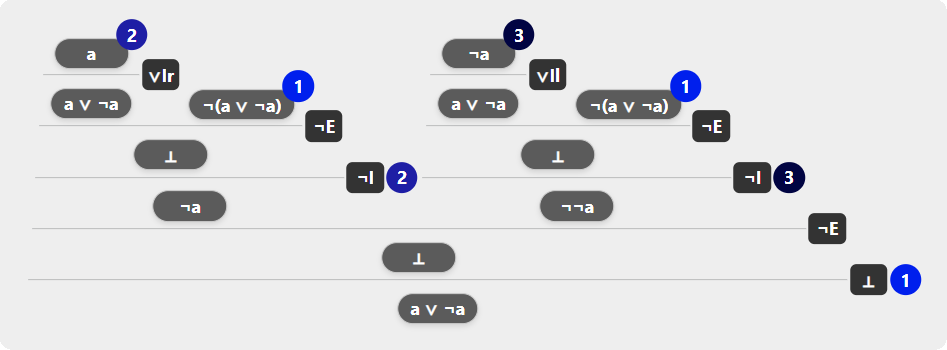 a 2 ¬a 3
∨Ir ∨Il
a ∨ ¬a ¬(a ∨ ¬a) 1 a ∨ ¬a ¬(a ∨ ¬a) 1
¬E ¬E
⊥ ⊥
¬I 2 ¬I 3
¬a ¬¬a
¬E
⊥
⊥ 1
a ∨ ¬a